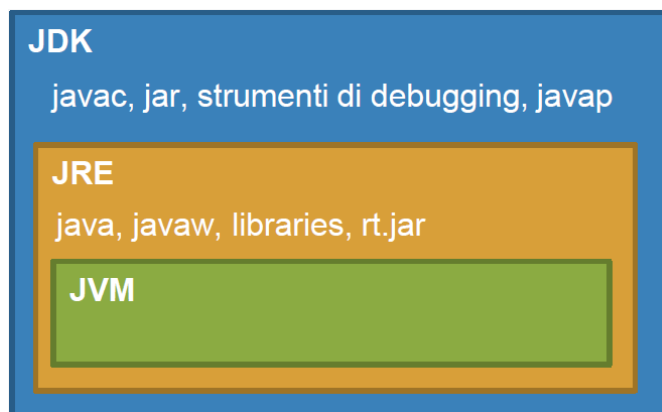 JDK
javac, jar, strumenti di debugging, javap
JRE
java, javaw, libraries, rt.jar
JVM